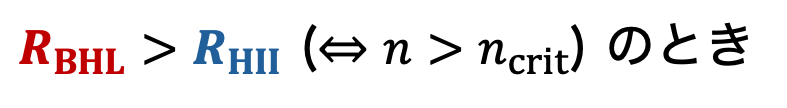 R_BHL > R_HII (⇔ n > n_crit) のとき